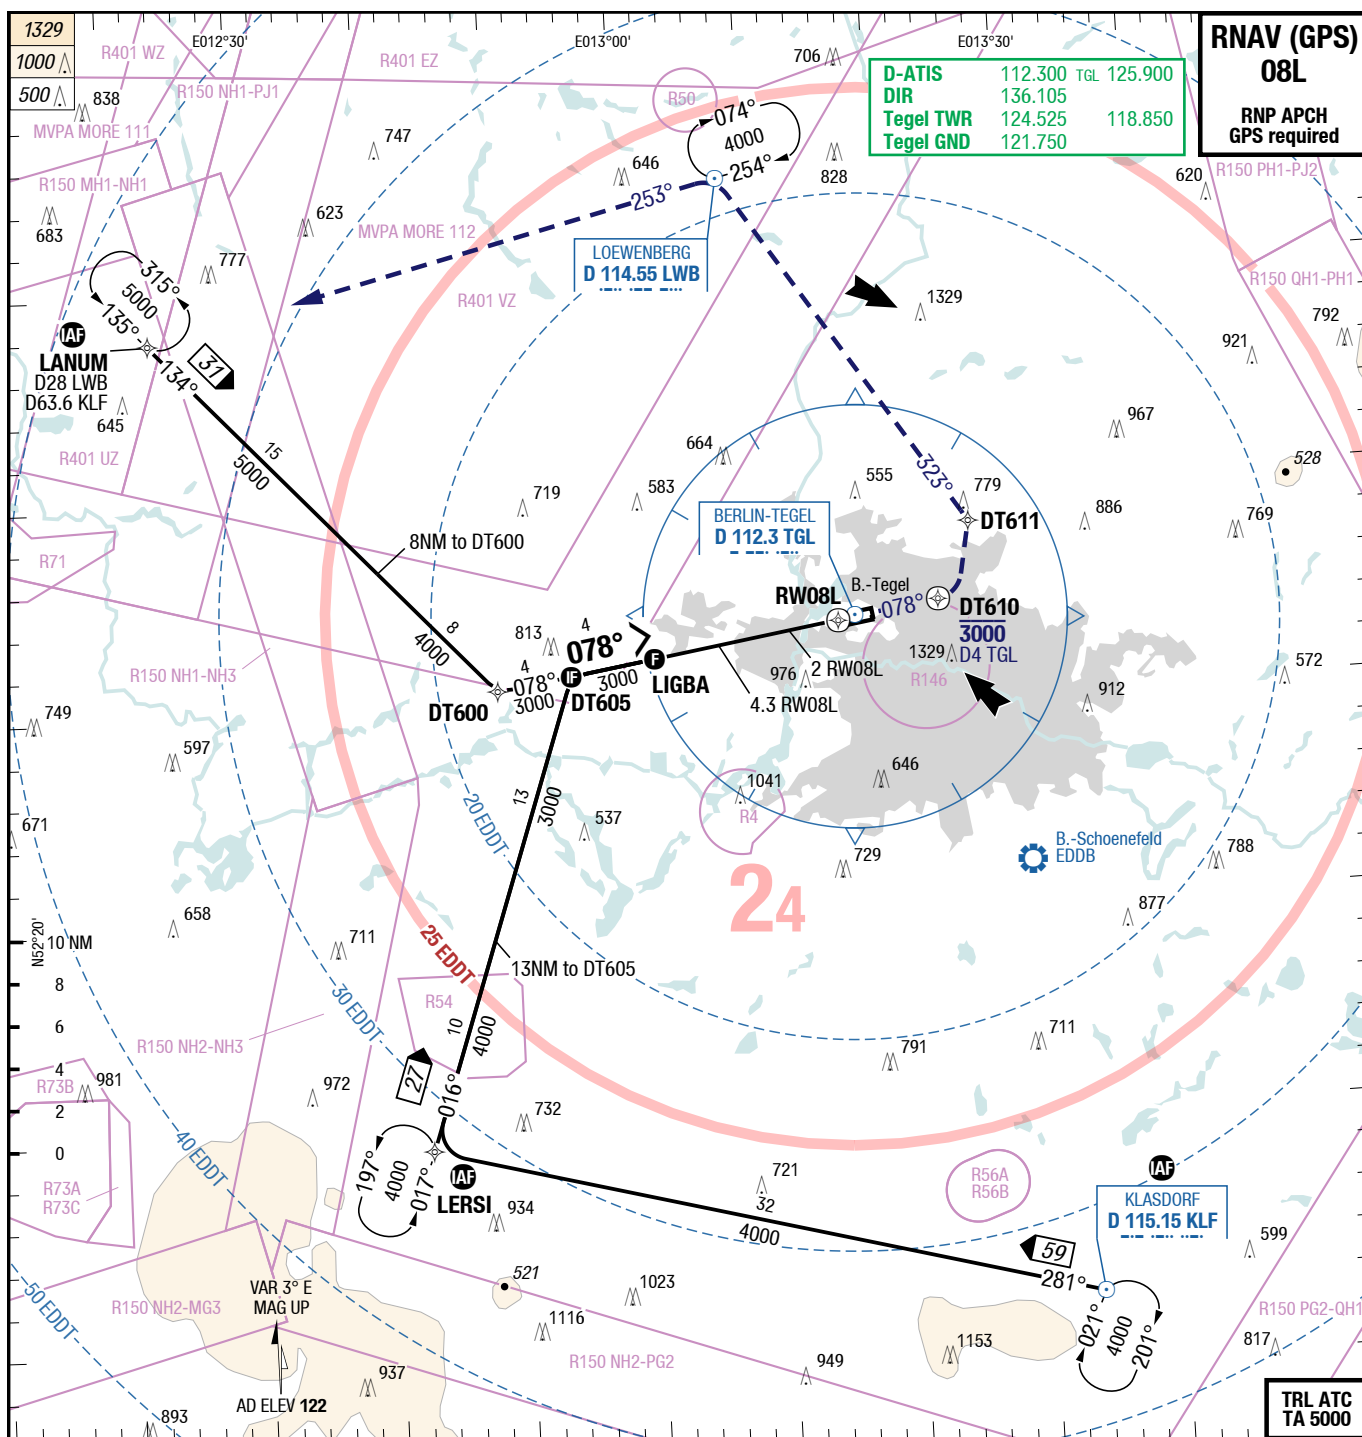 1329
1000
500
E012°30'
E013°00'
E013°30'
RNAV (GPS)
08L
RNP APCH
GPS required
D-ATIS 112.300 TGL 125.900
DIR 136.105
Tegel TWR 124.525 118.850
Tegel GND 121.750
R401 WZ
R401 EZ
706
R150 NH1-PJ1
838
MVPA MORE 111
747
R50
074°
4000
254°
646
828
620
R150 PH1-PJ2
R150 MH1-NH1
683
623
253°
MVPA MORE 112
777
LOEWENBERG
D 114.55 LWB
R401 VZ
R150 QH1-PH1
792
921
1329
315°
5000
135°
IAF
LANUM
D28 LWB
D63.6 KLF
134°
31
645
R401 UZ
15
5000
664
967
528
323°
719
583
555
779
DT611
886
769
BERLIN-TEGEL
D 112.3 TGL
R71
8NM to DT600
B.-Tegel
RW08L
078°
DT610
3000
D4 TGL
1329
8
4000
813
4
078°
4
078°
3000
3000
IF
DT605
F
LIGBA
DT600
976
2 RW08L
4.3 RW08L
R146
912
572
R150 NH1-NH3
749
597
1041
R4
646
20 EDDT
13
3000
537
671
729
B.-Schoenefeld
EDDB
788
24
877
658
N52°20'
10 NM
711
25 EDDT
13NM to DT605
8
30 EDDT
R54
6
10
4000
711
791
R150 NH2-NH3
4
R73B
981
27
972
016°
732
2
0
40 EDDT
197°
4000
017°
IAF
LERSI
721
R56A
R56B
IAF
R73A
R73C
934
32
4000
KLASDORF
D 115.15 KLF
599
59
281°
50 EDDT
VAR 3° E
MAG UP
R150 NH2-MG3
521
1023
1116
021°
4000
201°
R150 PG2-QH1
817
1153
R150 NH2-PG2
949
937
AD ELEV 122
893
TRL ATC
TA 5000